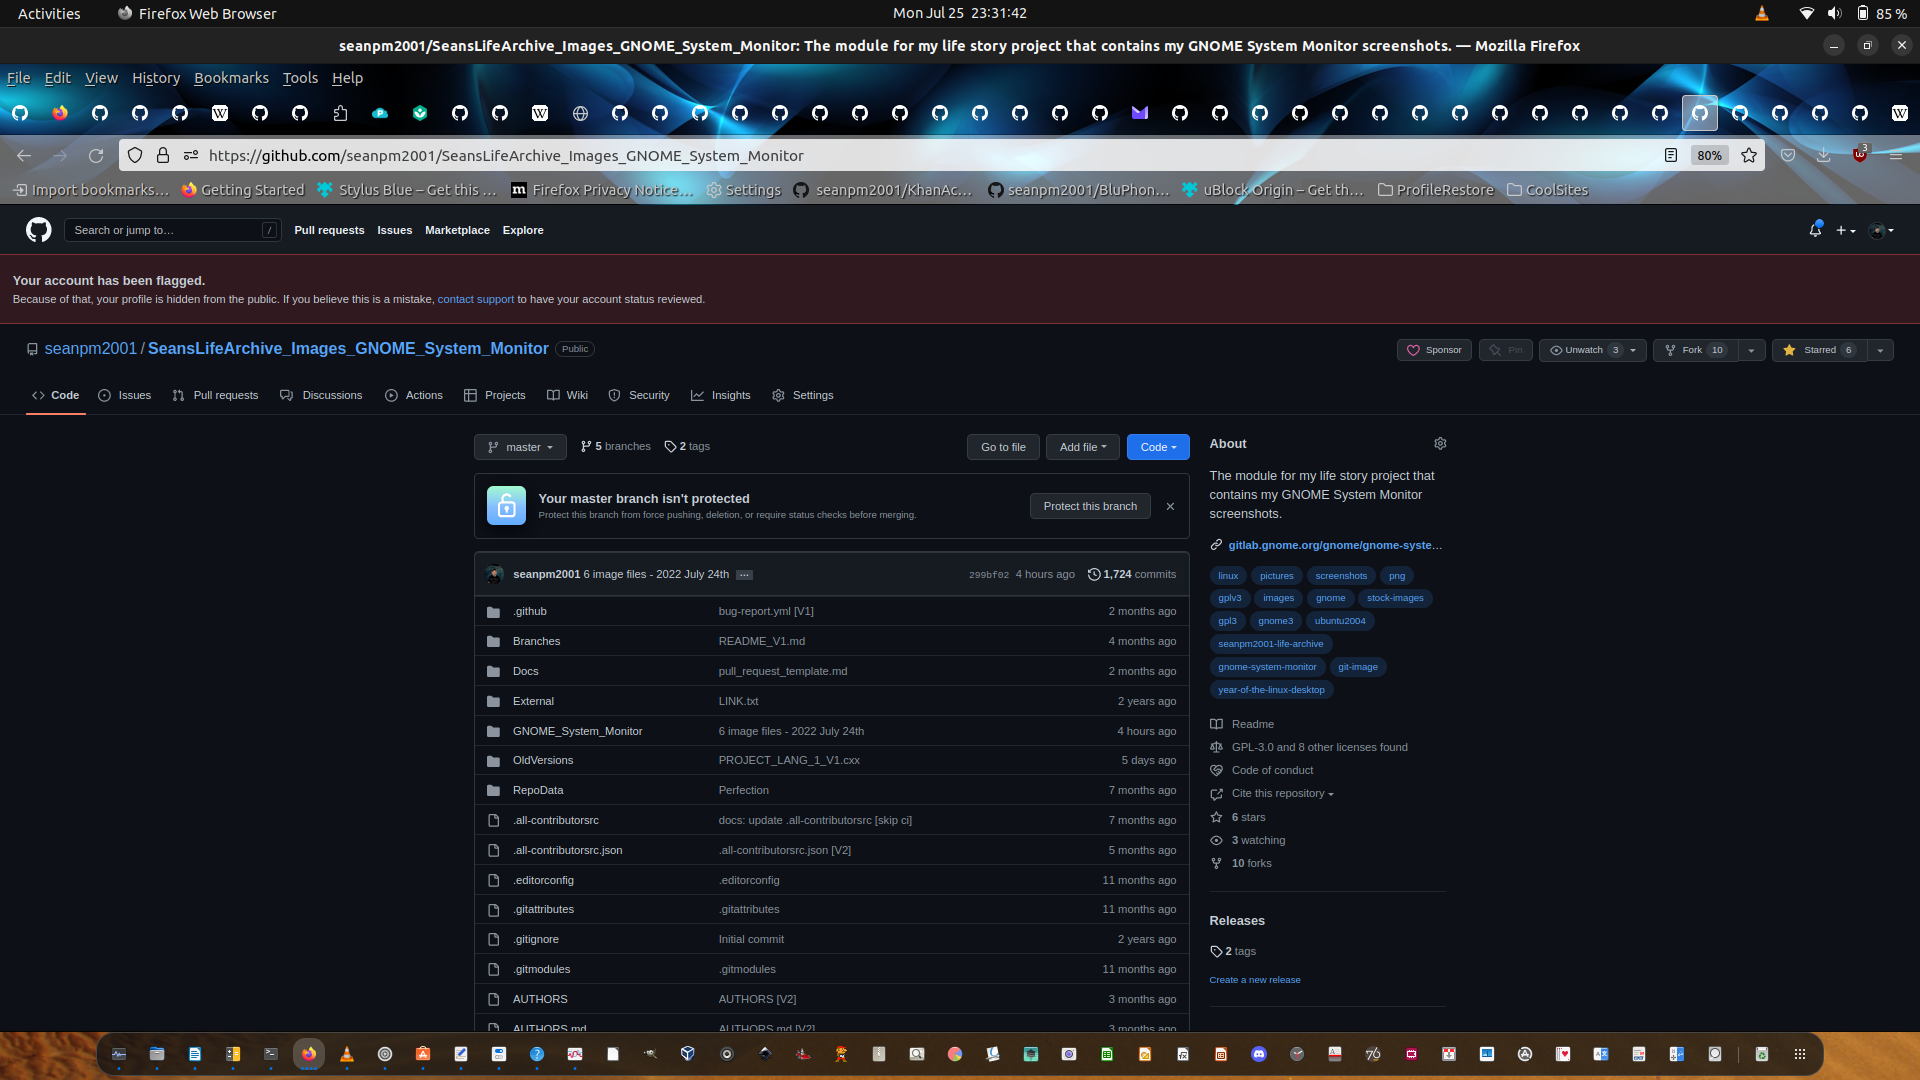 Activities Firefox Web Browser Mon Jul 25 23:31:42 85 %
seanpm2001/SeansLifeArchive_Images_GNOME_System_Monitor: The module for my life story project that contains my GNOME System Monitor screenshots. — Mozilla Firefox
File Edit View History Bookmarks Tools Help
https://github.com/seanpm2001/SeansLifeArchive_Images_GNOME_System_Monitor 80% 3
Import bookmarks… Getting Started Stylus Blue – Get this … Firefox Privacy Notice… Settings seanpm2001/KhanAc… seanpm2001/BluPhon… uBlock Origin – Get th… ProfileRestore CoolSites
Search or jump to… / Pull requests Issues Marketplace Explore
Your account has been flagged.
Because of that, your profile is hidden from the public. If you believe this is a mistake, contact support to have your account status reviewed.
seanpm2001 / SeansLifeArchive_Images_GNOME_System_Monitor Public Sponsor Pin Unwatch 3 Fork 10 Starred 6
Code Issues Pull requests Discussions Actions Projects Wiki Security Insights Settings
master 5 branches 2 tags Go to file Add file Code
Your master branch isn't protected
Protect this branch from force pushing, deletion, or require status checks before merging.
Protect this branch
seanpm2001 6 image files - 2022 July 24th … 299bf02 4 hours ago 1,724 commits
.github bug-report.yml [V1] 2 months ago
Branches README_V1.md 4 months ago
Docs pull_request_template.md 2 months ago
External LINK.txt 2 years ago
GNOME_System_Monitor 6 image files - 2022 July 24th 4 hours ago
OldVersions PROJECT_LANG_1_V1.cxx 5 days ago
RepoData Perfection 7 months ago
.all-contributorsrc docs: update .all-contributorsrc [skip ci] 7 months ago
.all-contributorsrc.json .all-contributorsrc.json [V2] 5 months ago
.editorconfig .editorconfig 11 months ago
.gitattributes .gitattributes 11 months ago
.gitignore Initial commit 2 years ago
.gitmodules .gitmodules 11 months ago
AUTHORS AUTHORS [V2] 3 months ago
AUTHORS.md AUTHORS.md [V2] 3 months ago
About
The module for my life story project that
contains my GNOME System Monitor
screenshots.
gitlab.gnome.org/gnome/gnome-syste…
linux pictures screenshots png
gplv3 images gnome stock-images
gpl3 gnome3 ubuntu2004
seanpm2001-life-archive
gnome-system-monitor git-image
year-of-the-linux-desktop
Readme
GPL-3.0 and 8 other licenses found
Code of conduct
Cite this repository
6 stars
3 watching
10 forks
Releases
2 tags
Create a new release